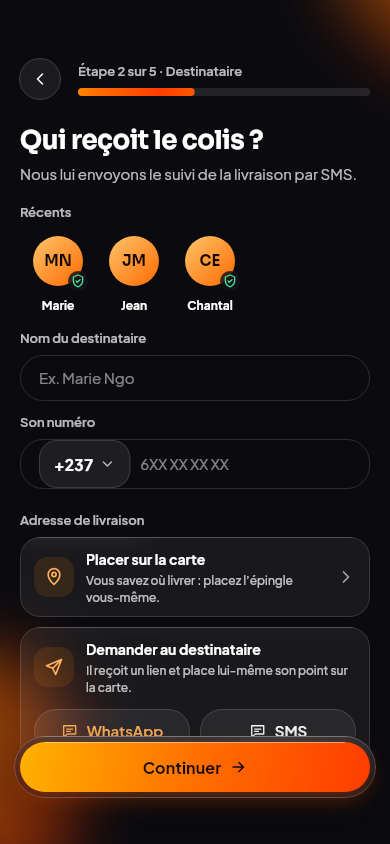 Étape 2 sur 5 · Destinataire
Qui reçoit le colis ?
Nous lui envoyons le suivi de la livraison par SMS.
Récents
MN JM CE
Marie Jean Chantal
Nom du destinataire
Ex. Marie Ngo
Son numéro
+237 6XX XX XX XX
Adresse de livraison
Placer sur la carte
Vous savez où livrer : placez l'épingle
vous-même.
Demander au destinataire
Il reçoit un lien et place lui-même son point sur
la carte.
WhatsApp SMS
Continuer →